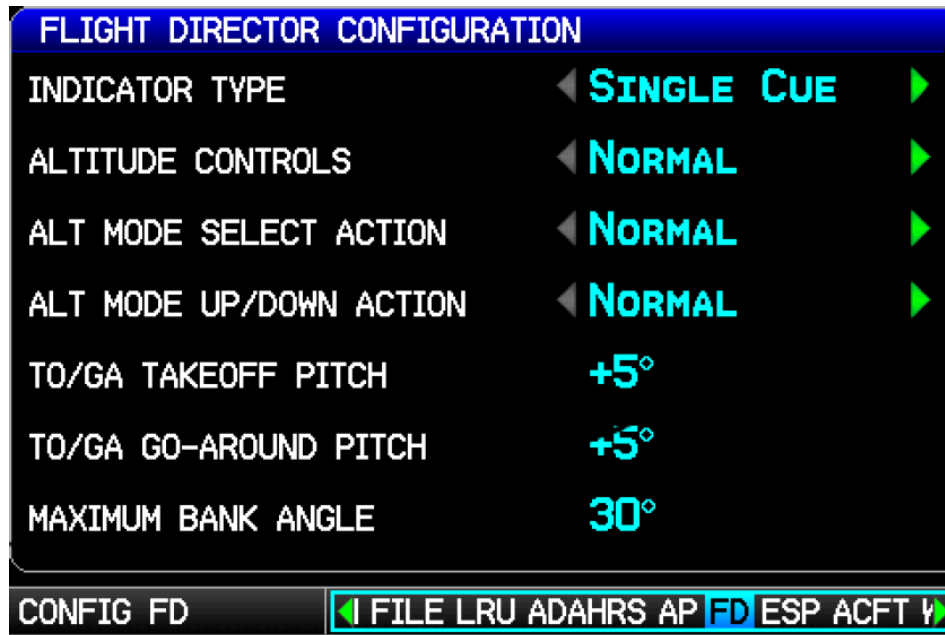 FLIGHT DIRECTOR CONFIGURATION
INDICATOR TYPE SINGLE CUE
ALTITUDE CONTROLS NORMAL
ALT MODE SELECT ACTION NORMAL
ALT MODE UP/DOWN ACTION NORMAL
TO/GA TAKEOFF PITCH +5°
TO/GA GO-AROUND PITCH +5°
MAXIMUM BANK ANGLE 30°
CONFIG FD FILE LRU ADAHRS AP FD ESP ACFT